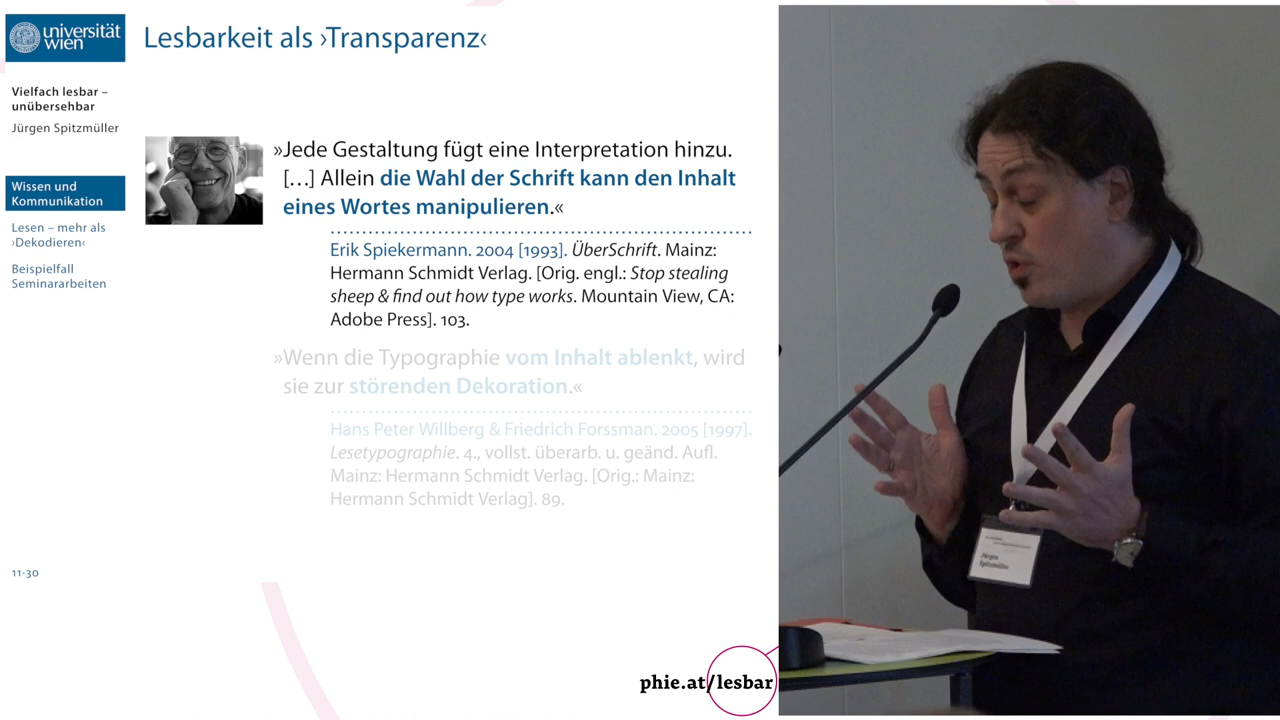 universität
wien
Lesbarkeit als ›Transparenz‹
Vielfach lesbar –
unübersehbar
Jürgen Spitzmüller
Wissen und
Kommunikation
Lesen – mehr als
›Dekodieren‹
Beispielfall
Seminararbeiten
»Jede Gestaltung fügt eine Interpretation hinzu.
[…] Allein die Wahl der Schrift kann den Inhalt
eines Wortes manipulieren.«
Erik Spiekermann. 2004 [1993]. ÜberSchrift. Mainz:
Hermann Schmidt Verlag. [Orig. engl.: Stop stealing
sheep & find out how type works. Mountain View, CA:
Adobe Press]. 103.
»Wenn die Typographie vom Inhalt ablenkt, wird
sie zur störenden Dekoration.«
Hans Peter Willberg & Friedrich Forssman. 2005 [1997].
Lesetypographie. 4., vollst. überarb. u. geänd. Aufl.
Mainz: Hermann Schmidt Verlag. [Orig.: Mainz:
Hermann Schmidt Verlag]. 89.
11-30
phie.at/lesbar
Jürgen
Spitzmüller